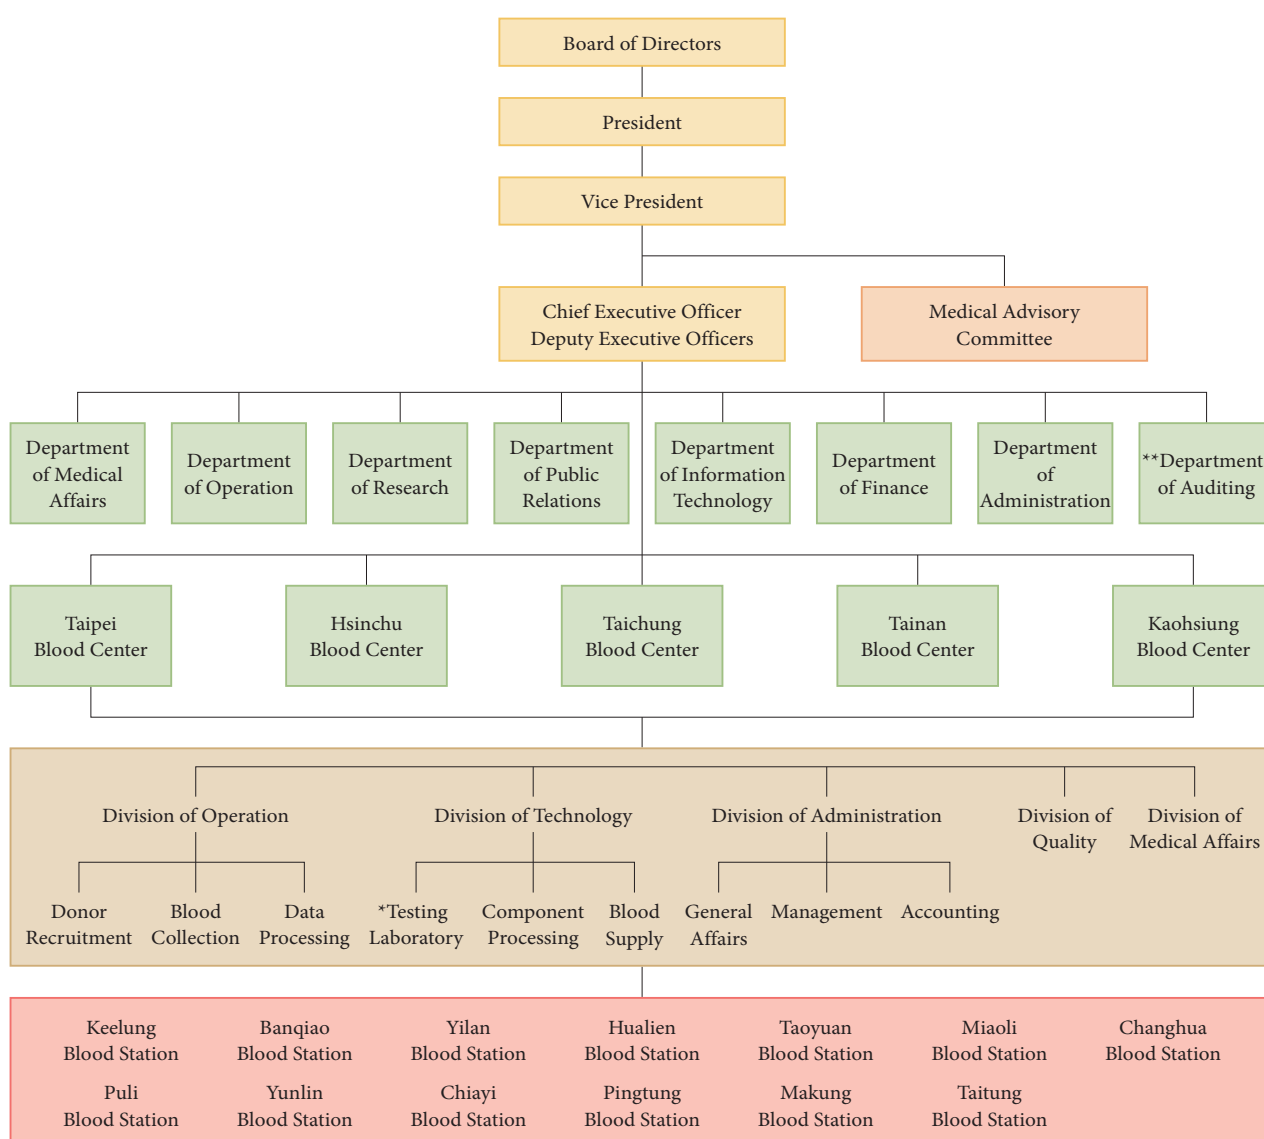 Board of Directors
President
Vice President
Chief Executive Officer
Deputy Executive Officers
Medical Advisory
Committee
Department
of Medical
Affairs
Department
of Operation
Department
of Research
Department
of Public
Relations
Department
of Information
Technology
Department
of Finance
Department
of
Administration
**Department
of Auditing
Taipei
Blood Center
Hsinchu
Blood Center
Taichung
Blood Center
Tainan
Blood Center
Kaohsiung
Blood Center
Division of Operation
Division of Technology
Division of Administration
Division of
Quality
Division of
Medical Affairs
Donor
Recruitment
Blood
Collection
Data
Processing
*Testing
Laboratory
Component
Processing
Blood
Supply
General
Affairs
Management
Accounting
Keelung
Blood Station
Banqiao
Blood Station
Yilan
Blood Station
Hualien
Blood Station
Taoyuan
Blood Station
Miaoli
Blood Station
Changhua
Blood Station
Puli
Blood Station
Yunlin
Blood Station
Chiayi
Blood Station
Pingtung
Blood Station
Makung
Blood Station
Taitung
Blood Station